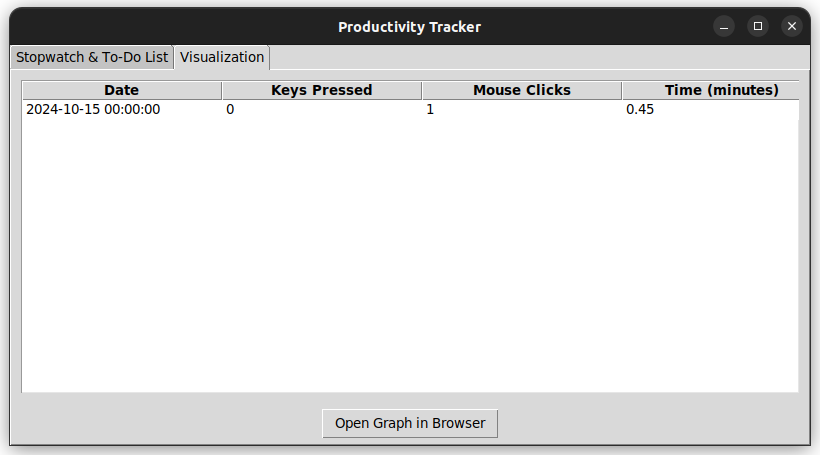 Productivity Tracker
Stopwatch & To-Do List Visualization
Date Keys Pressed Mouse Clicks Time (minutes)
2024-10-15 00:00:00 0 1 0.45
Open Graph in Browser